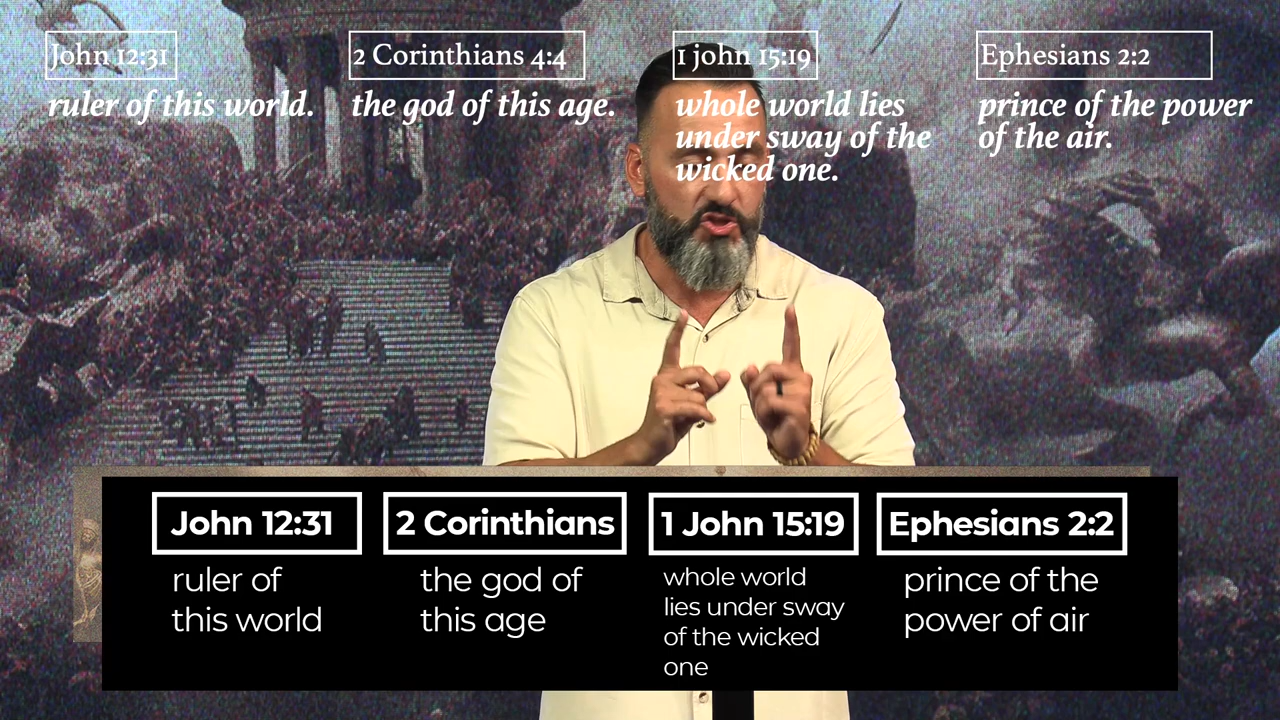 John 12:31
ruler of this world.
2 Corinthians 4:4
the god of this age.
1 john 15:19
whole world lies
under sway of the
wicked one.
Ephesians 2:2
prince of the power
of the air.
John 12:31
ruler of
this world
2 Corinthians
the god of
this age
1 John 15:19
whole world
lies under sway
of the wicked
one
Ephesians 2:2
prince of the
power of air